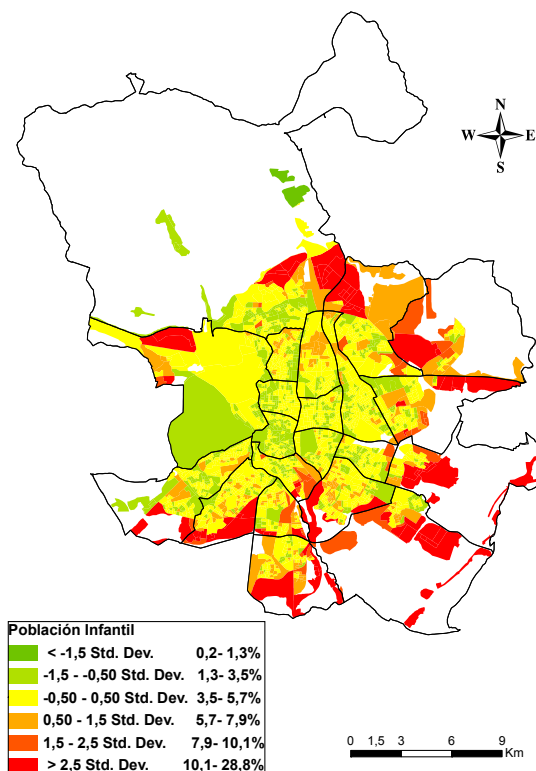 N
W E
S
Población Infantil
< -1,5 Std. Dev. 0,2- 1,3%
-1,5 - -0,50 Std. Dev. 1,3- 3,5%
-0,50 - 0,50 Std. Dev. 3,5- 5,7%
0,50 - 1,5 Std. Dev. 5,7- 7,9%
1,5 - 2,5 Std. Dev. 7,9- 10,1%
> 2,5 Std. Dev. 10,1- 28,8%
0 1,5 3 6 9
Km